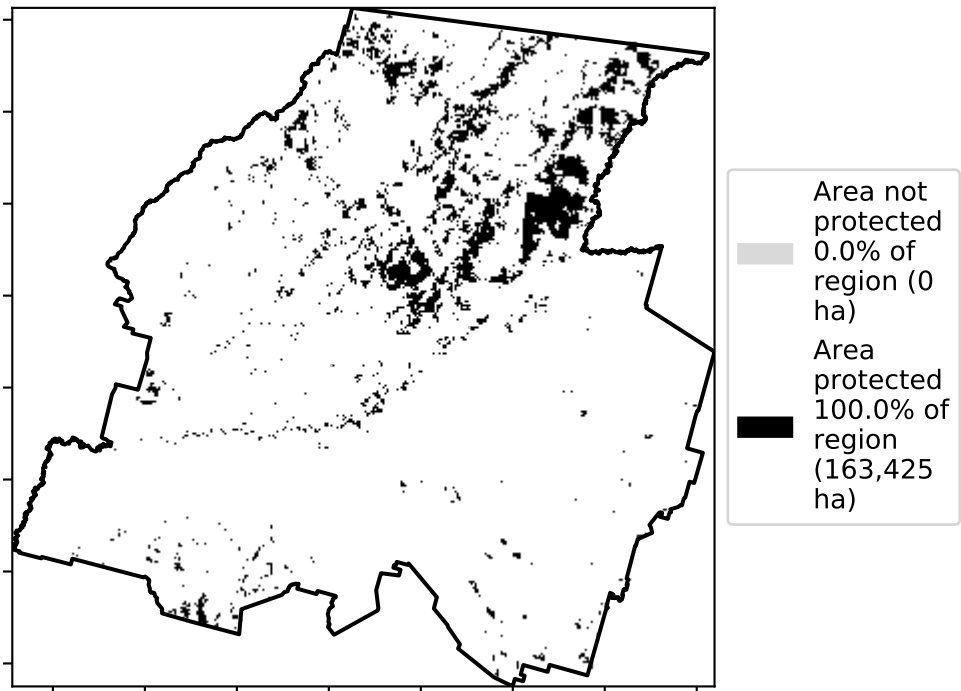 Area not
protected
0.0% of
region (0
ha)
Area
protected
100.0% of
region
(163,425
ha)